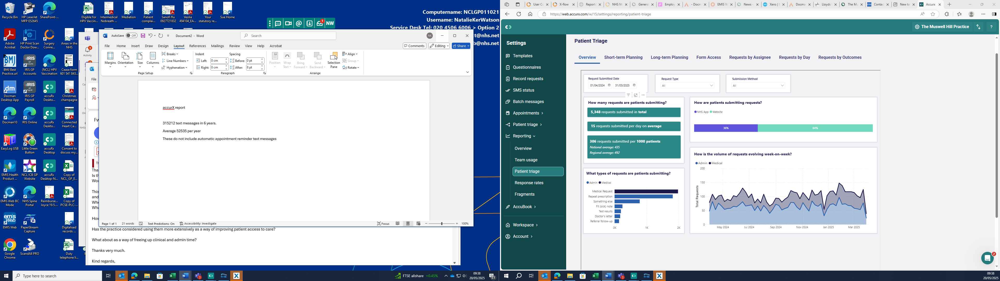 Computername: NCLGP011021
Username: NatalieKerWatson
Service Desk Tel: 020 4506 6006 > Option 2
t@nhs.net
b@nhs.net
Recycle Bin
HP LaserJet MFP E52645
SharePoint-...
Eligible for HPV Vaccin...
Intermedical Nobreath ...
Mediation
Patient complai...
Sanofi flu 0927721832
Veolia 494104_EA...
Your statutory re...
Sue Horne
Adobe Acrobat
HP Print Scan Doctor Dow...
Surgery Conne...
Areas in the NHS
BMJ Best Practice.url
IRIS GP Accounts
(NCL) HPV Vaccination
Cease form 601 541 843...
Docman Desktop App
IRIS GP Payroll
accuRx Deskto...
Christmas champagne
Docman10
IRIS Online
accuRx Deskto...
Connected Heart Ca...
EasyLog USB
Little Green Button
accuRx Desktop
Consent to discuss my...
EMIS Health Product ...
NCL ICB GP Website
accuRx Desktop-N...
Copy of NCL_GP_E...
EMIS Web BC Mode
NHS Spine Portal
Reimburse... Joyce 19.5....
Copy of PCSE-PLC-...
EMIS Web
PaperStream Capture
Digitalised records ...
Google Chrome
ScandAll PRO
Duty telephone li...
1 NW
Activity
AutoSave Off Document2 - Word Search NK
File Home Insert Draw Design Layout References Mailings Review View Help Acrobat Comments Editing Share
Margins Orientation Size Columns Breaks Line Numbers Hyphenation
Indent Left: 0 cm Right: 0 cm
Spacing Before: 0 pt After: 8 pt
Position Wrap Text Bring Forward Send Backward Selection Pane Align Group Rotate
Page Setup Paragraph Arrange
accurX report
315212 text messages in 6 years.
Average 52535 per year
These do not include automatic appointment reminder text messages
Page 1 of 1 21 words Text Predictions: On Accessibility: Investigate Focus 100%
File
Has the practice considered using them more extensively as a way of improving patient access to care?
What about as a way of freeing up clinical and admin time?
Thanks very much.
Kind regards,
Type here to search
FTSE allshare +0.45%
09:38
20/05/2025
23
User Co X-flow Reports NHS M Genera Employ - Docm EMIS W News - Xero | Docma Lloyds The Mu Contac New ta Accurx
https://web.accurx.com/w/15/settings/reporting/patient-triage
The Muswell Hill Practice ?
Settings
Templates
Questionnaires
Record requests
SMS status
Batch messages
Appointments
Patient triage
Reporting
Overview
Team usage
Patient triage
Response rates
Fragments
AccuBook
Workspace
Account
Patient Triage
Overview Short-term Planning Long-term Planning Form Access Requests by Assignee Requests by Day Requests by Outcomes
Request Submitted Date
01/04/2024 31/03/2025
Request Type
All
Submission Method
All
How many requests are patients submitting?
5,348 requests submitted in total
15 requests submitted per day on average
306 requests submitted per 1000 patients
National average: 435
Regional average: 492
What types of requests are patients submitting?
Admin Medical
Medical Request
Repeat prescription
Something else
Fit (sick) note
Test results
Doctor's letter
Referral follow-up
0K 1K 2K
How are patients submitting requests?
NHS App Website
36% 64%
How is the volume of requests evolving week-on-week?
Admin Medical
Total Requests
200
150
100
50
0
May 2024 Jul 2024 Sep 2024 Nov 2024 Jan 2025 Mar 2025
2
09:38
20/05/2025